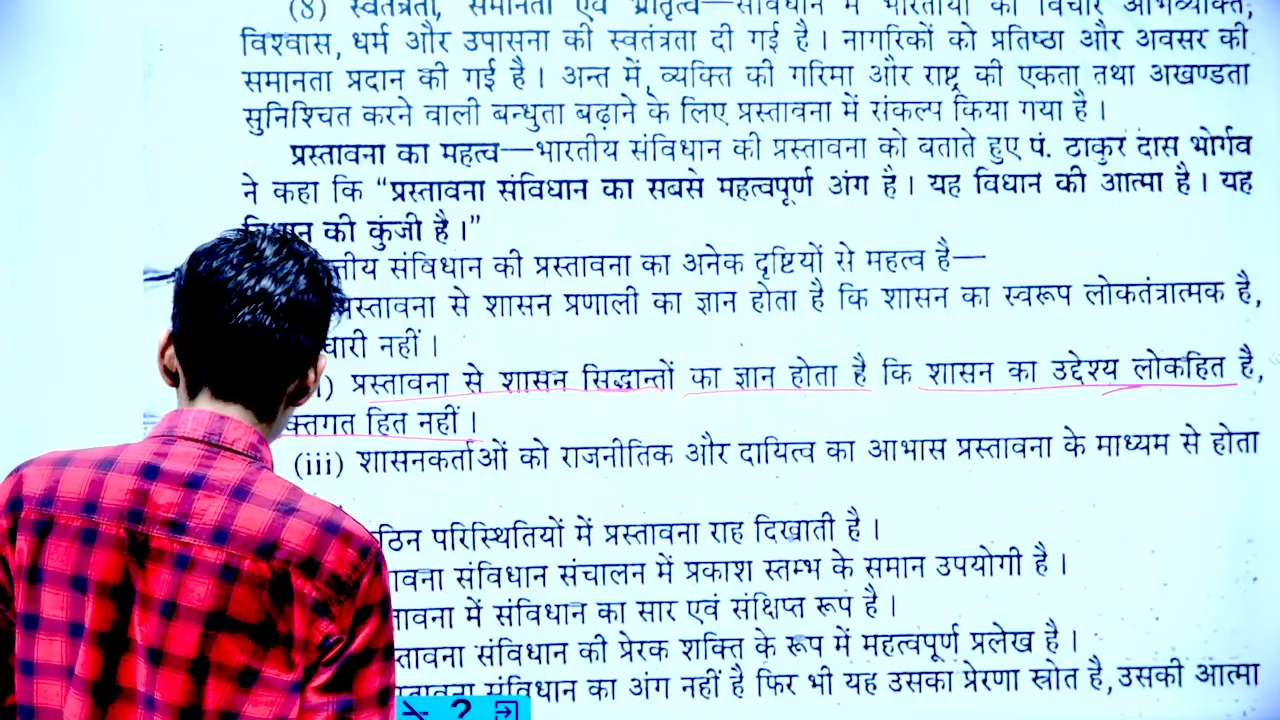 (8) स्वतंत्रता, समानता एवं भ्रातृत्व—संविधान में भारतीयों को विचार अभिव्यक्ति,
विश्वास, धर्म और उपासना की स्वतंत्रता दी गई है। नागरिकों को प्रतिष्ठा और अवसर की
समानता प्रदान की गई है। अन्त में, व्यक्ति की गरिमा और राष्ट्र की एकता तथा अखण्डता
सुनिश्चित करने वाली बन्धुता बढ़ाने के लिए प्रस्तावना में संकल्प किया गया है।
प्रस्तावना का महत्व—भारतीय संविधान की प्रस्तावना को बताते हुए पं. ठाकुर दास भोर्गव
ने कहा कि “प्रस्तावना संविधान का सबसे महत्वपूर्ण अंग है। यह विधान की आत्मा है। यह
विधान की कुंजी है।”
तीय संविधान की प्रस्तावना का अनेक दृष्टियों से महत्व है—
प्रस्तावना से शासन प्रणाली का ज्ञान होता है कि शासन का स्वरूप लोकतंत्रात्मक है,
चारी नहीं।
) प्रस्तावना से शासन सिद्धान्तों का ज्ञान होता है कि शासन का उद्देश्य लोकहित है,
क्तगत हित नहीं।
(iii) शासनकर्ताओं को राजनीतिक और दायित्व का आभास प्रस्तावना के माध्यम से होता
ठिन परिस्थितियों में प्रस्तावना राह दिखाती है।
तावना संविधान संचालन में प्रकाश स्तम्भ के समान उपयोगी है।
तावना में संविधान का सार एवं संक्षिप्त रूप है।
स्तावना संविधान की प्रेरक शक्ति के रूप में महत्वपूर्ण प्रलेख है।
स्तावना संविधान का अंग नहीं है फिर भी यह उसका प्रेरणा स्रोत है, उसकी आत्मा